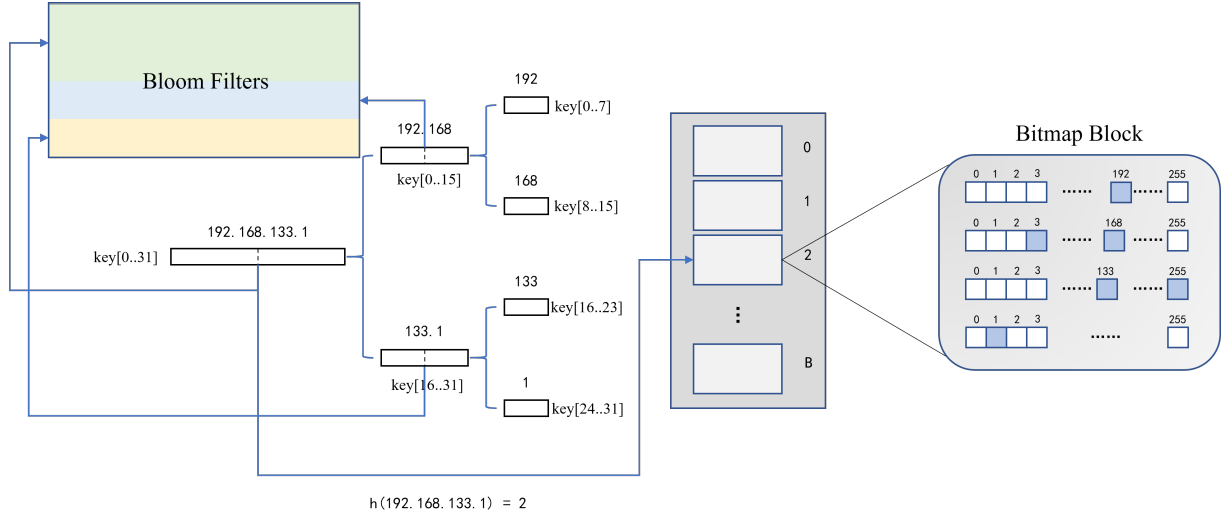 Bloom Filters
192.168.133.1
key[0..31]
192.168
key[0..15]
133.1
key[16..31]
192
key[0..7]
168
key[8..15]
133
key[16..23]
1
key[24..31]
h(192.168.133.1) = 2
0
1
2
⋮
B
Bitmap Block
0 1 2 3 ...... 192 ...... 255
0 1 2 3 ...... 168 ...... 255
0 1 2 3 ...... 133 ...... 255
0 1 2 3 ...... 255